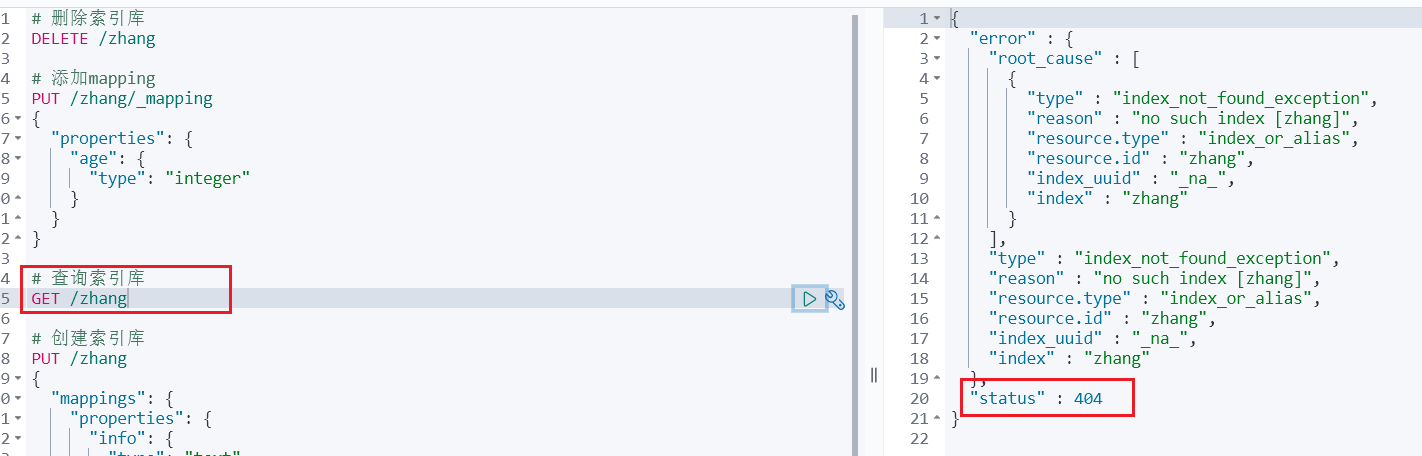 1 # 删除索引库
2 DELETE /zhang
3
4 # 添加mapping
5 PUT /zhang/_mapping
6 {
7 "properties": {
8 "age": {
9 "type": "integer"
0 }
1 }
2 }
3
4 # 查询索引库
5 GET /zhang
6
7 # 创建索引库
8 PUT /zhang
9 {
0 "mappings": {
1 "properties": {
2 "info": {
"type": "text"
1 {
2 "error" : {
3 "root_cause" : [
4 {
5 "type" : "index_not_found_exception",
6 "reason" : "no such index [zhang]",
7 "resource.type" : "index_or_alias",
8 "resource.id" : "zhang",
9 "index_uuid" : "_na_",
10 "index" : "zhang"
11 }
12 ],
13 "type" : "index_not_found_exception",
14 "reason" : "no such index [zhang]",
15 "resource.type" : "index_or_alias",
16 "resource.id" : "zhang",
17 "index_uuid" : "_na_",
18 "index" : "zhang"
19 },
20 "status" : 404
21 }
22